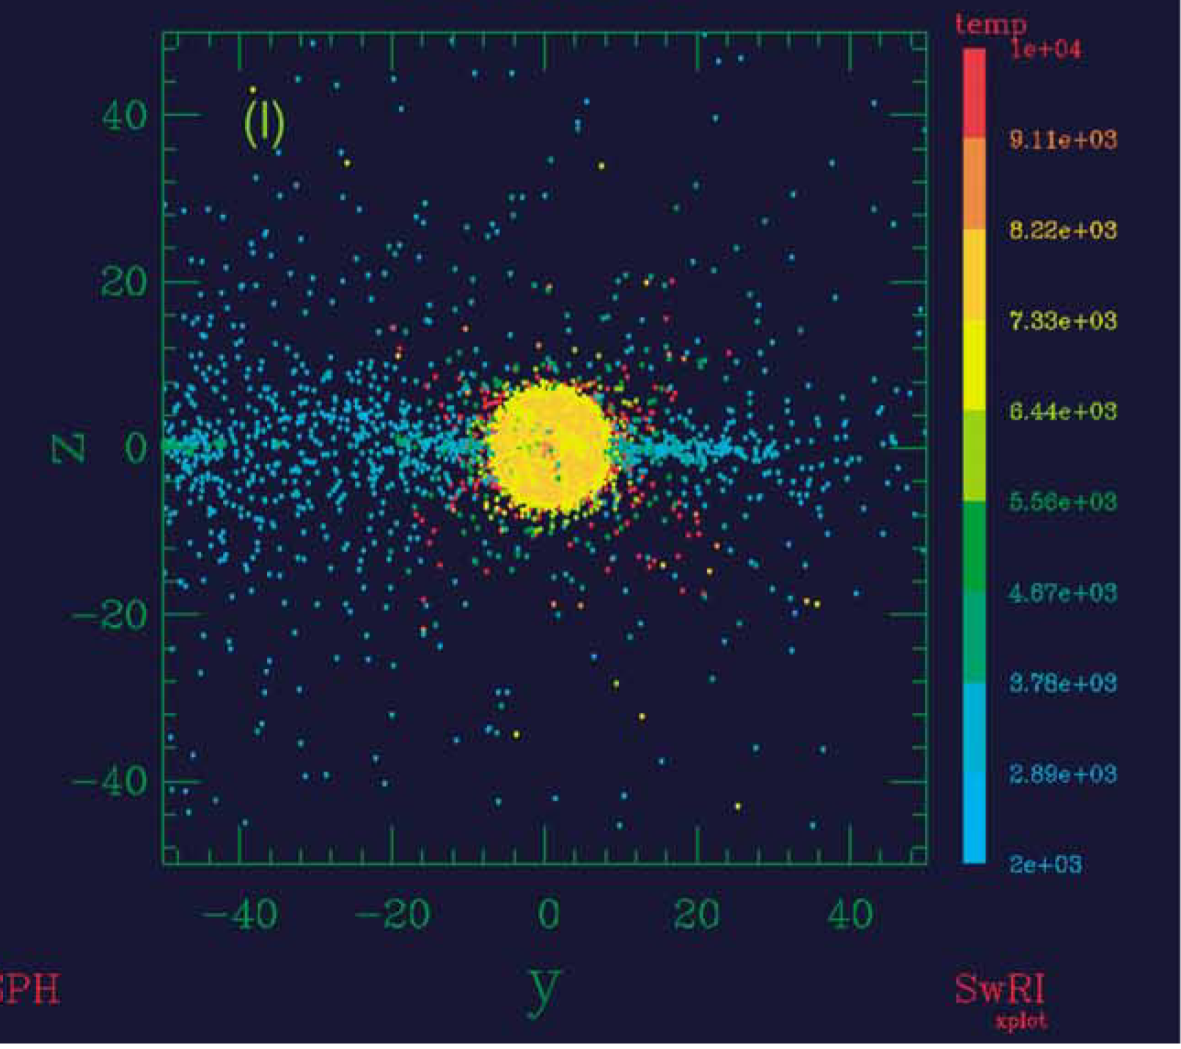 temp
1e+04
(l)
40
9.11e+03
8.22e+03
20
7.33e+03
6.44e+03
z 0
5.56e+03
4.67e+03
-20
3.78e+03
-40
2.89e+03
2e+03
-40 -20 0 20 40
y
SPH
SwRI
xplot